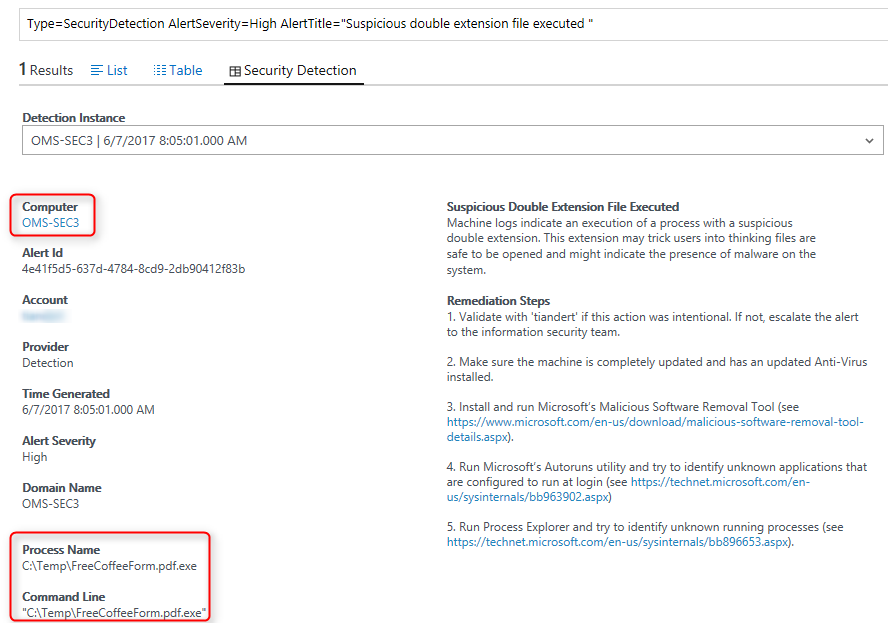 Type=SecurityDetection AlertSeverity=High AlertTitle="Suspicious double extension file executed "
1 Results List Table Security Detection
Detection Instance
OMS-SEC3 | 6/7/2017 8:05:01.000 AM
Computer
OMS-SEC3
Alert Id
4e41f5d5-637d-4784-8cd9-2db90412f83b
Account
Provider
Detection
Time Generated
6/7/2017 8:05:01.000 AM
Alert Severity
High
Domain Name
OMS-SEC3
Process Name
C:\Temp\FreeCoffeeForm.pdf.exe
Command Line
"C:\Temp\FreeCoffeeForm.pdf.exe"
Suspicious Double Extension File Executed
Machine logs indicate an execution of a process with a suspicious
double extension. This extension may trick users into thinking files are
safe to be opened and might indicate the presence of malware on the
system.
Remediation Steps
1. Validate with 'tiandert' if this action was intentional. If not, escalate the alert
to the information security team.
2. Make sure the machine is completely updated and has an updated Anti-Virus
installed.
3. Install and run Microsoft's Malicious Software Removal Tool (see
https://www.microsoft.com/en-us/download/malicious-software-removal-tool-
details.aspx).
4. Run Microsoft's Autoruns utility and try to identify unknown applications that
are configured to run at login (see https://technet.microsoft.com/en-
us/sysinternals/bb963902.aspx)
5. Run Process Explorer and try to identify unknown running processes (see
https://technet.microsoft.com/en-us/sysinternals/bb896653.aspx).